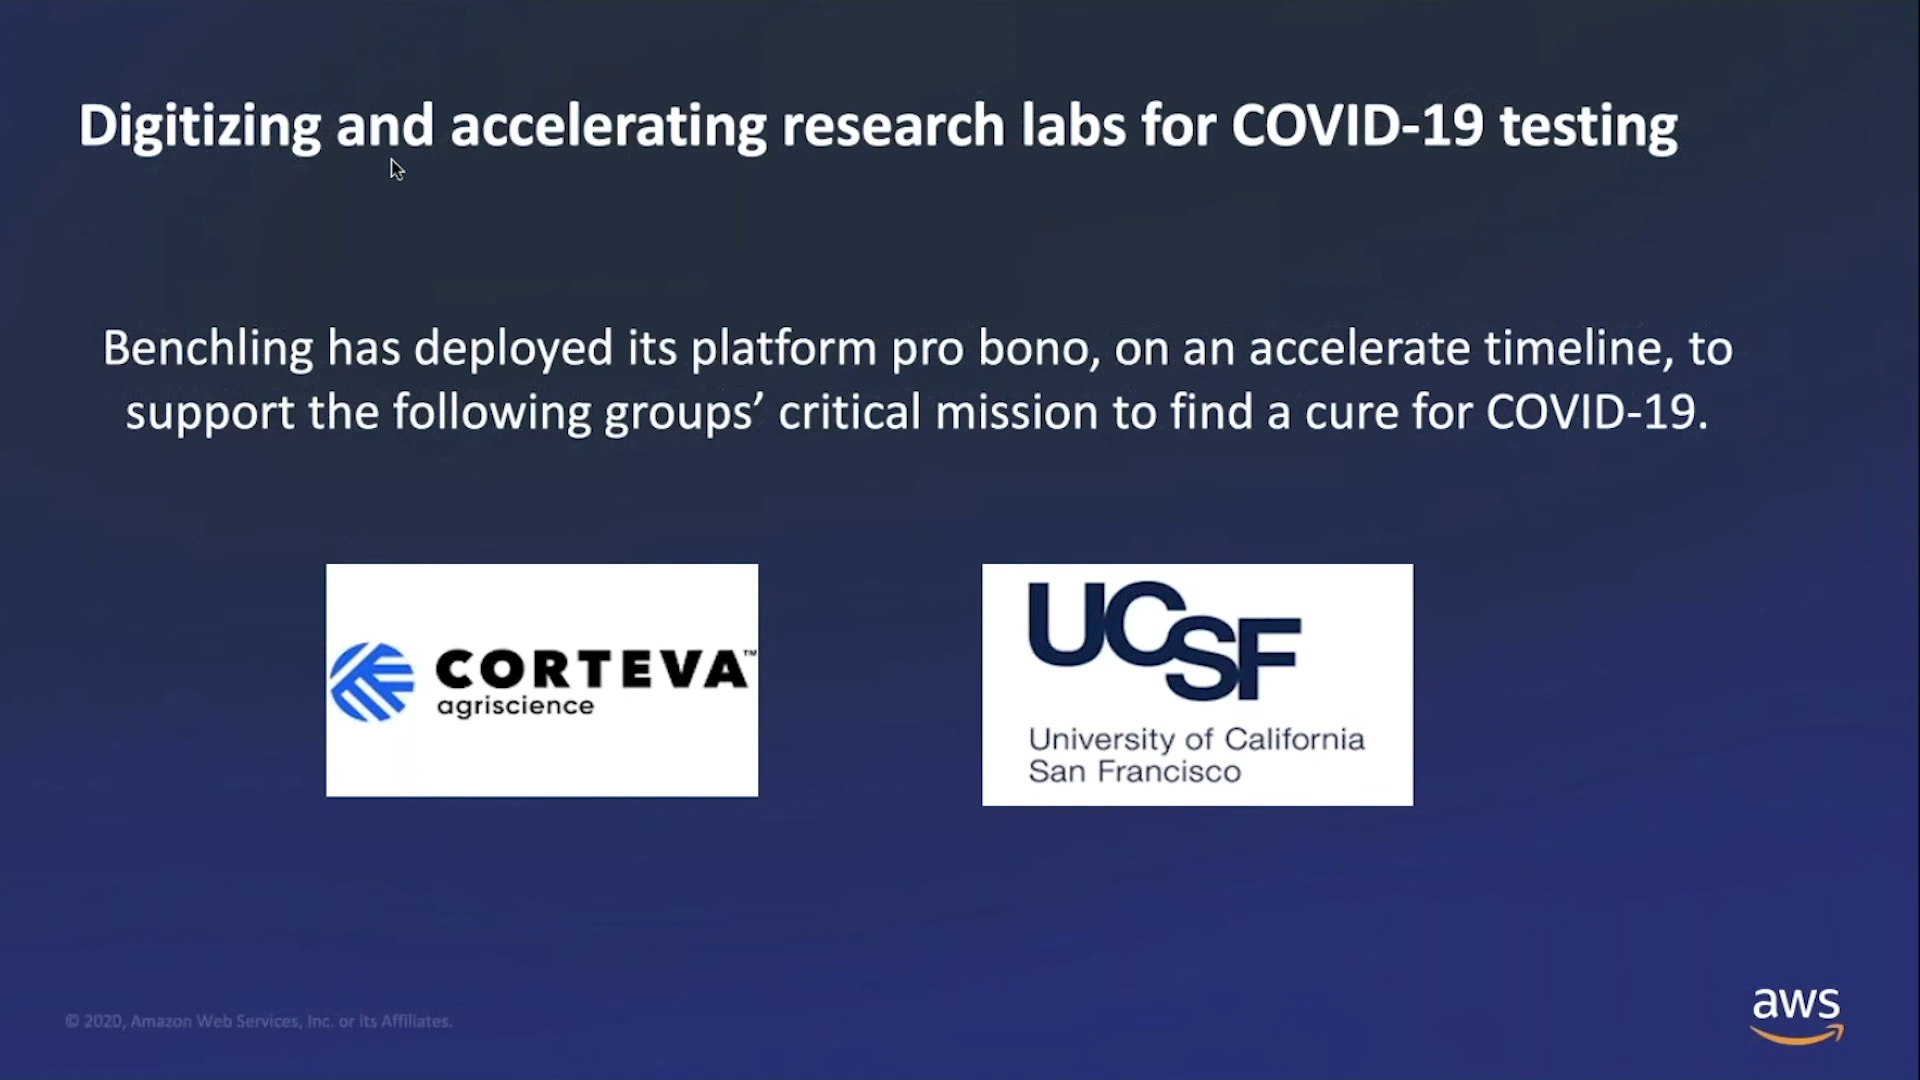 Digitizing and accelerating research labs for COVID-19 testing
Benchling has deployed its platform pro bono, on an accelerate timeline, to
support the following groups’ critical mission to find a cure for COVID-19.
CORTEVA™
agriscience
UCSF
University of California
San Francisco
© 2020, Amazon Web Services, Inc. or its Affiliates.
aws